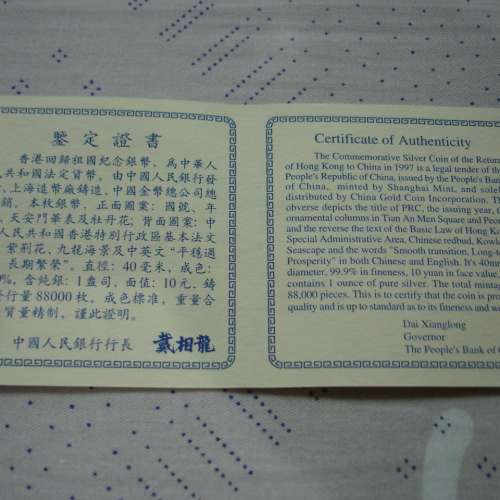 鉴定證書
香港回歸祖國紀念銀幣，爲中華人
共和國法定貨幣。由中國人民銀行發
上海造幣廠鑄造，中國金幣總公司總
銷。本枚銀幣，正面圖案：國號、年
天安門華表及牡丹花；背面圖案：中
人民共和國香港特別行政區基本法文
紫荊花、九龍海景及中英文“平穩過
長期繁榮”。直徑：40毫米，成色：
%，含純銀：1盎司，面值：10元，鑄
行量88000枚。成色標准，重量合
質量精制，謹此證明。
中國人民銀行行長 戴相龍
Certificate of Authenticity
The Commemorative Silver Coin of the Return
of Hong Kong to China in 1997 is legal tender of the
People's Republic of China, issued by the People's Ban
of China, minted by Shanghai Mint, and sole
distributed by China Gold Coin Incorporation. The
obverse depicts the title of PRC, the issuing year,
ornamental columns in Tian An Men Square and Peon
and the reverse the text of the Basic Law of Hong Ko
Special Administrative Area, Chinese redbud, Kowl
Seascape and the words "Smooth transition, Long-t
Prosperity" in both Chinese and English. It's 40mm
diameter, 99.9% in fineness, 10 yuan in face value
contains 1 ounce of pure silver. The total mintag
88,000 pieces. This is to certify that the coin is pro
quality and is up to standard as to its fineness and w
Dai Xianglong
Governor
The People's Bank of